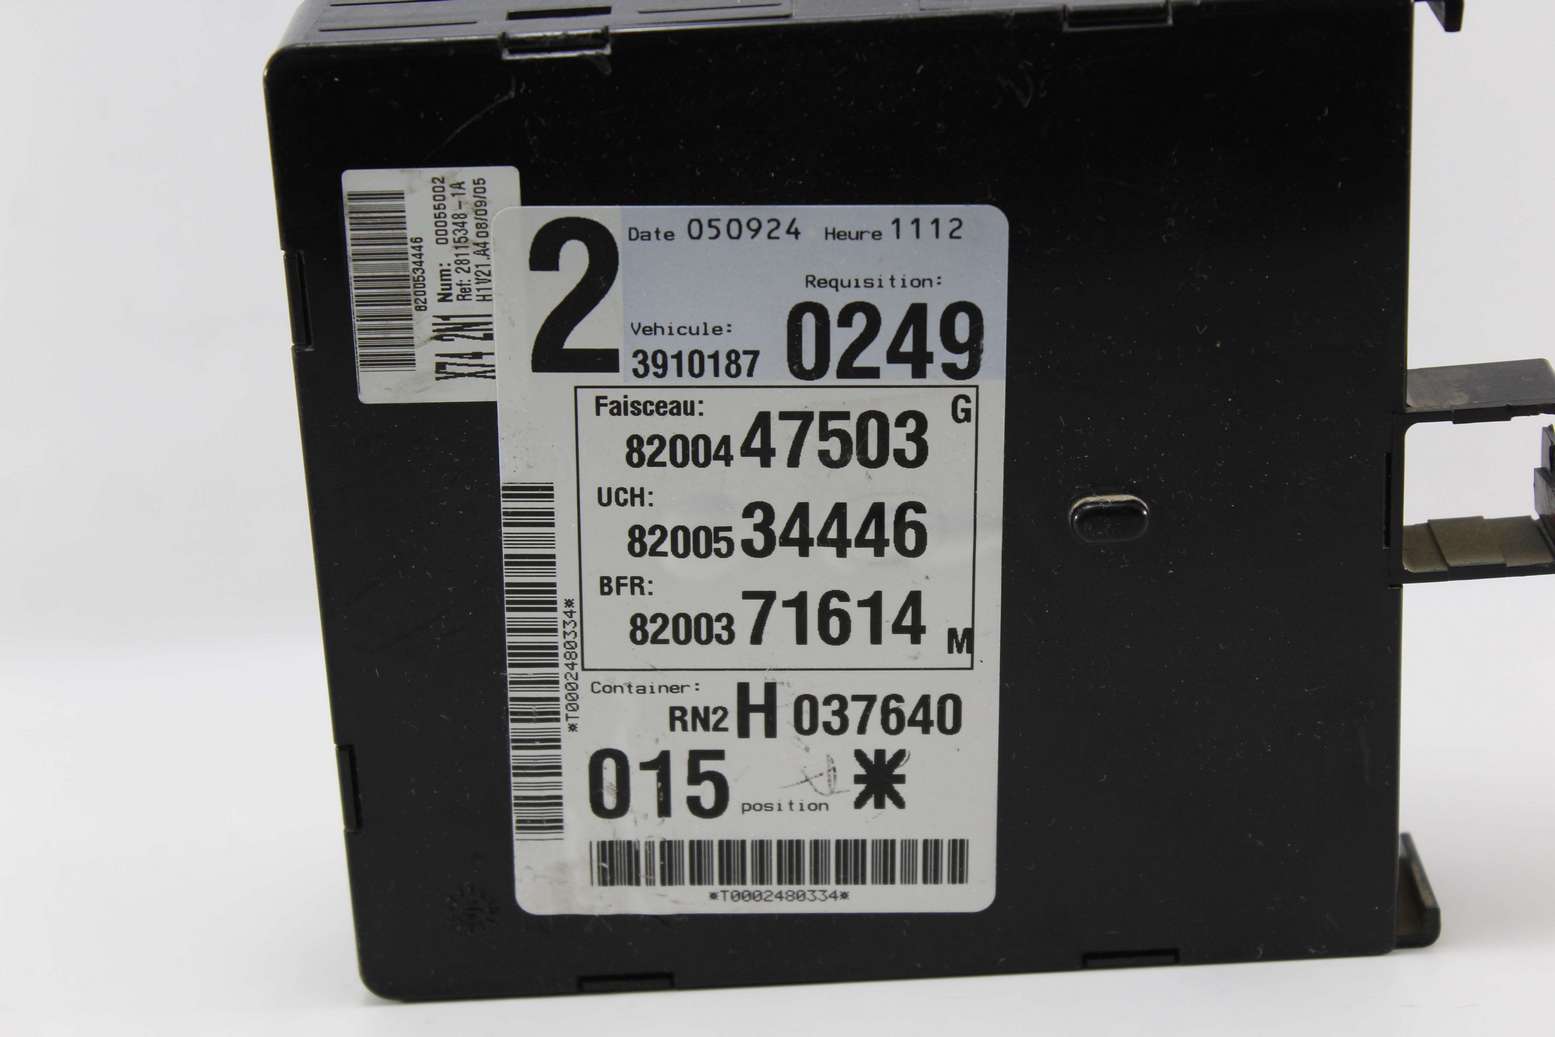 8200534446
Num: 00055002
Ref: 28115348-1A
H1V21.A4 08/09/05
X74 2N1
2
Date 050924 Heure 1112
Requisition:
0249
Vehicule:
3910187
Faisceau: G
8200447503
UCH:
8200534446
BFR:
8200371614 M
Container:
RN2 H 037640
015 position *
*T0002480334*
*T0002480334*